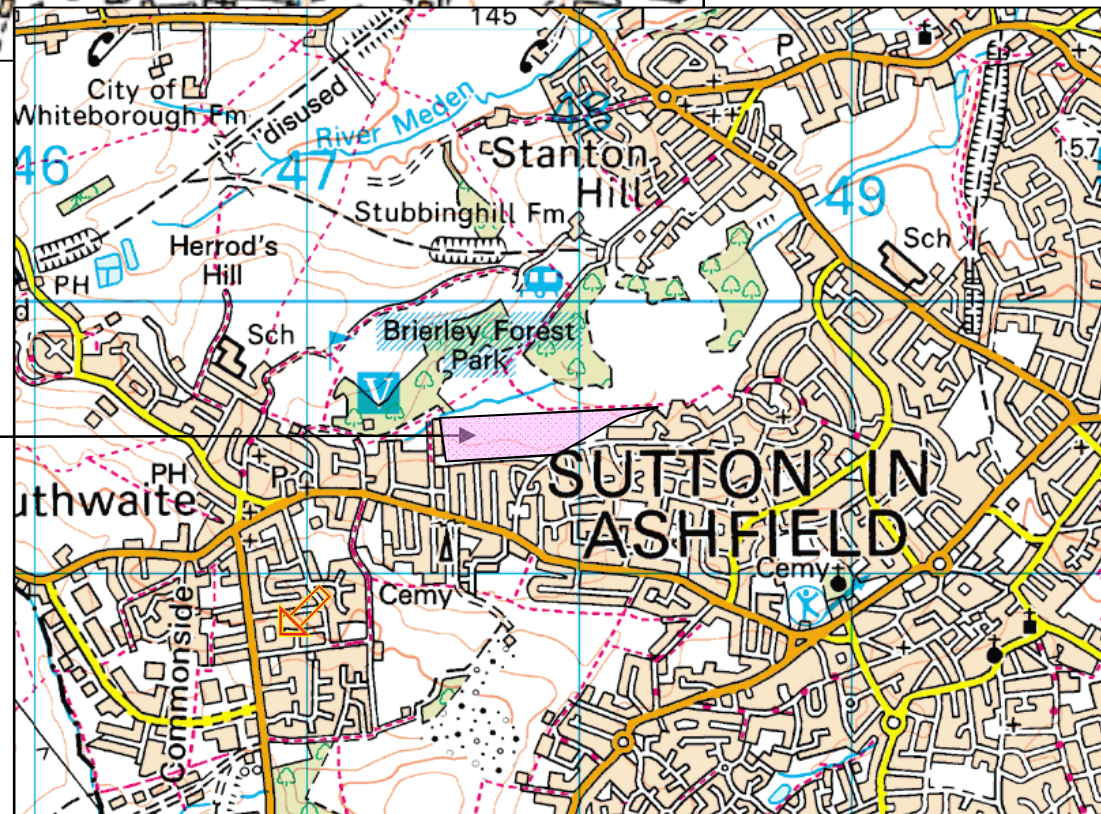 145
P
City of
Whiteborough Fm
disused
River Meden
48
157
46
47
Stanton
Hill
49
Stubbinghill Fm
Herrod's
Hill
Sch
PH
d
Sch
Brierley Forest
Park
V
PH
P
uthwaite
SUTTON IN
ASHFIELD
Cemy
Cemy
Commonside